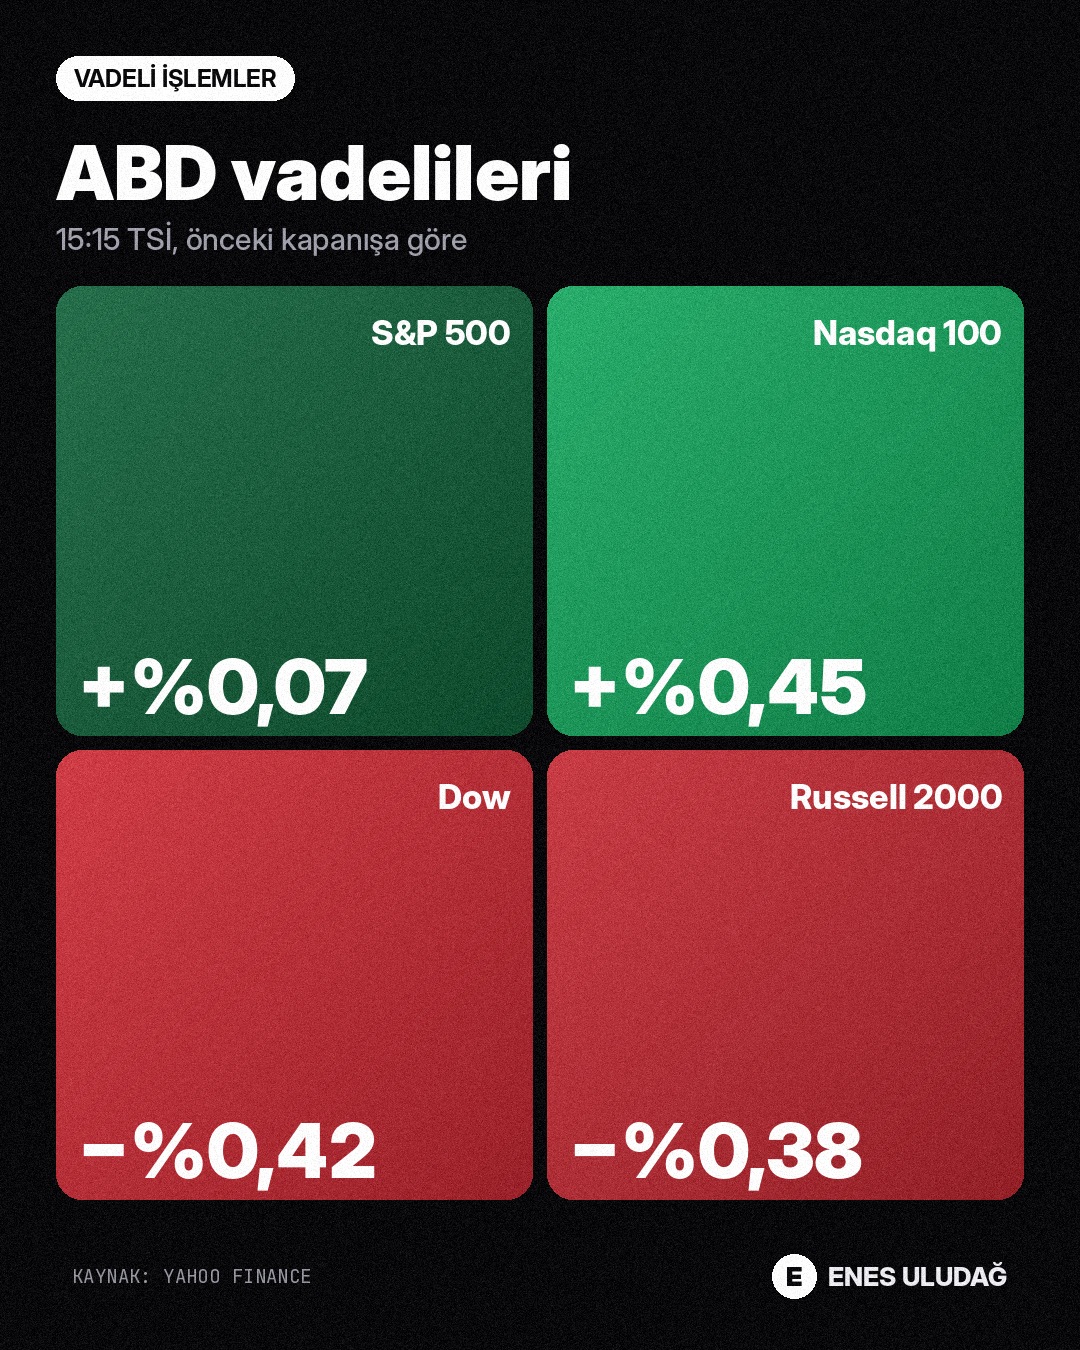 VADELİ İŞLEMLER
ABD vadelileri
15:15 TSİ, önceki kapanışa göre
S&P 500
+%0,07
Nasdaq 100
+%0,45
Dow
−%0,42
Russell 2000
−%0,38
KAYNAK: YAHOO FINANCE
E ENES ULUDAĞ